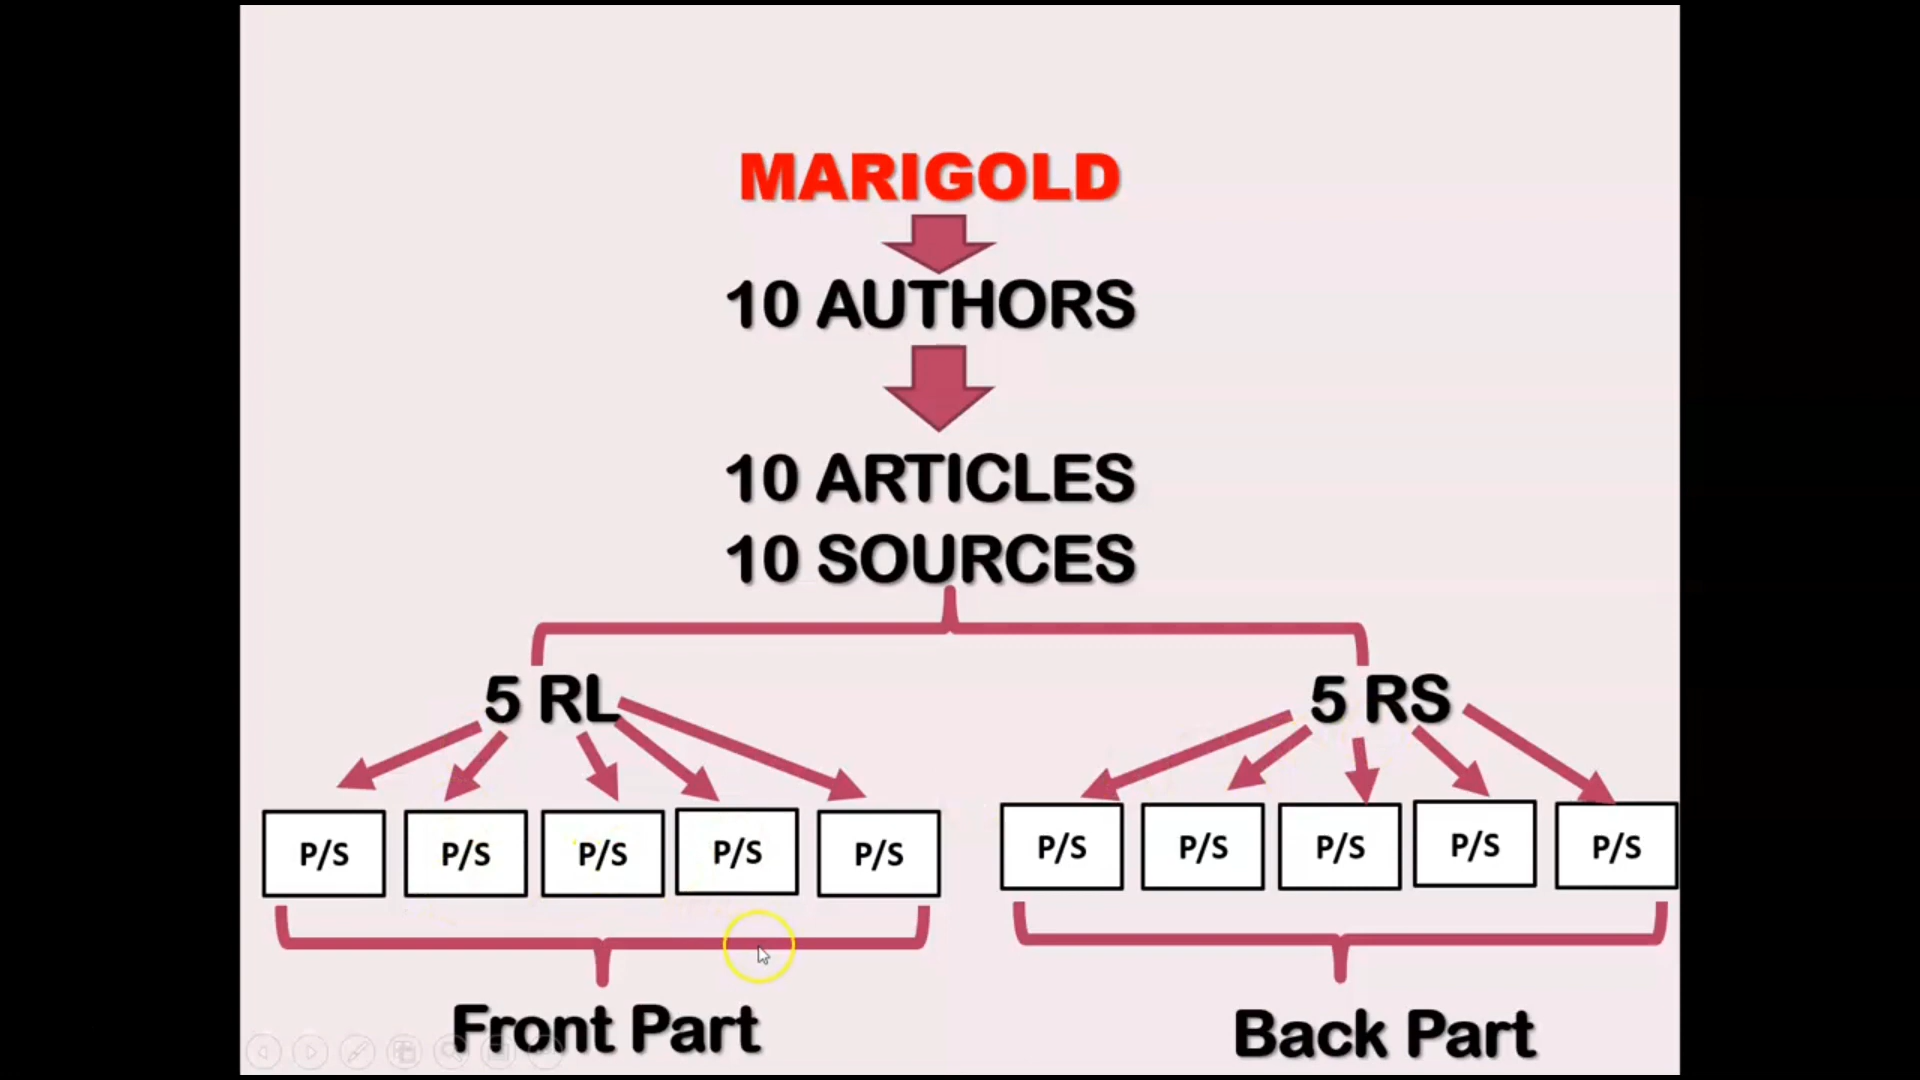 MARIGOLD
10 AUTHORS
10 ARTICLES
10 SOURCES
5 RL
5 RS
P/S P/S P/S P/S P/S
P/S P/S P/S P/S P/S
Front Part
Back Part